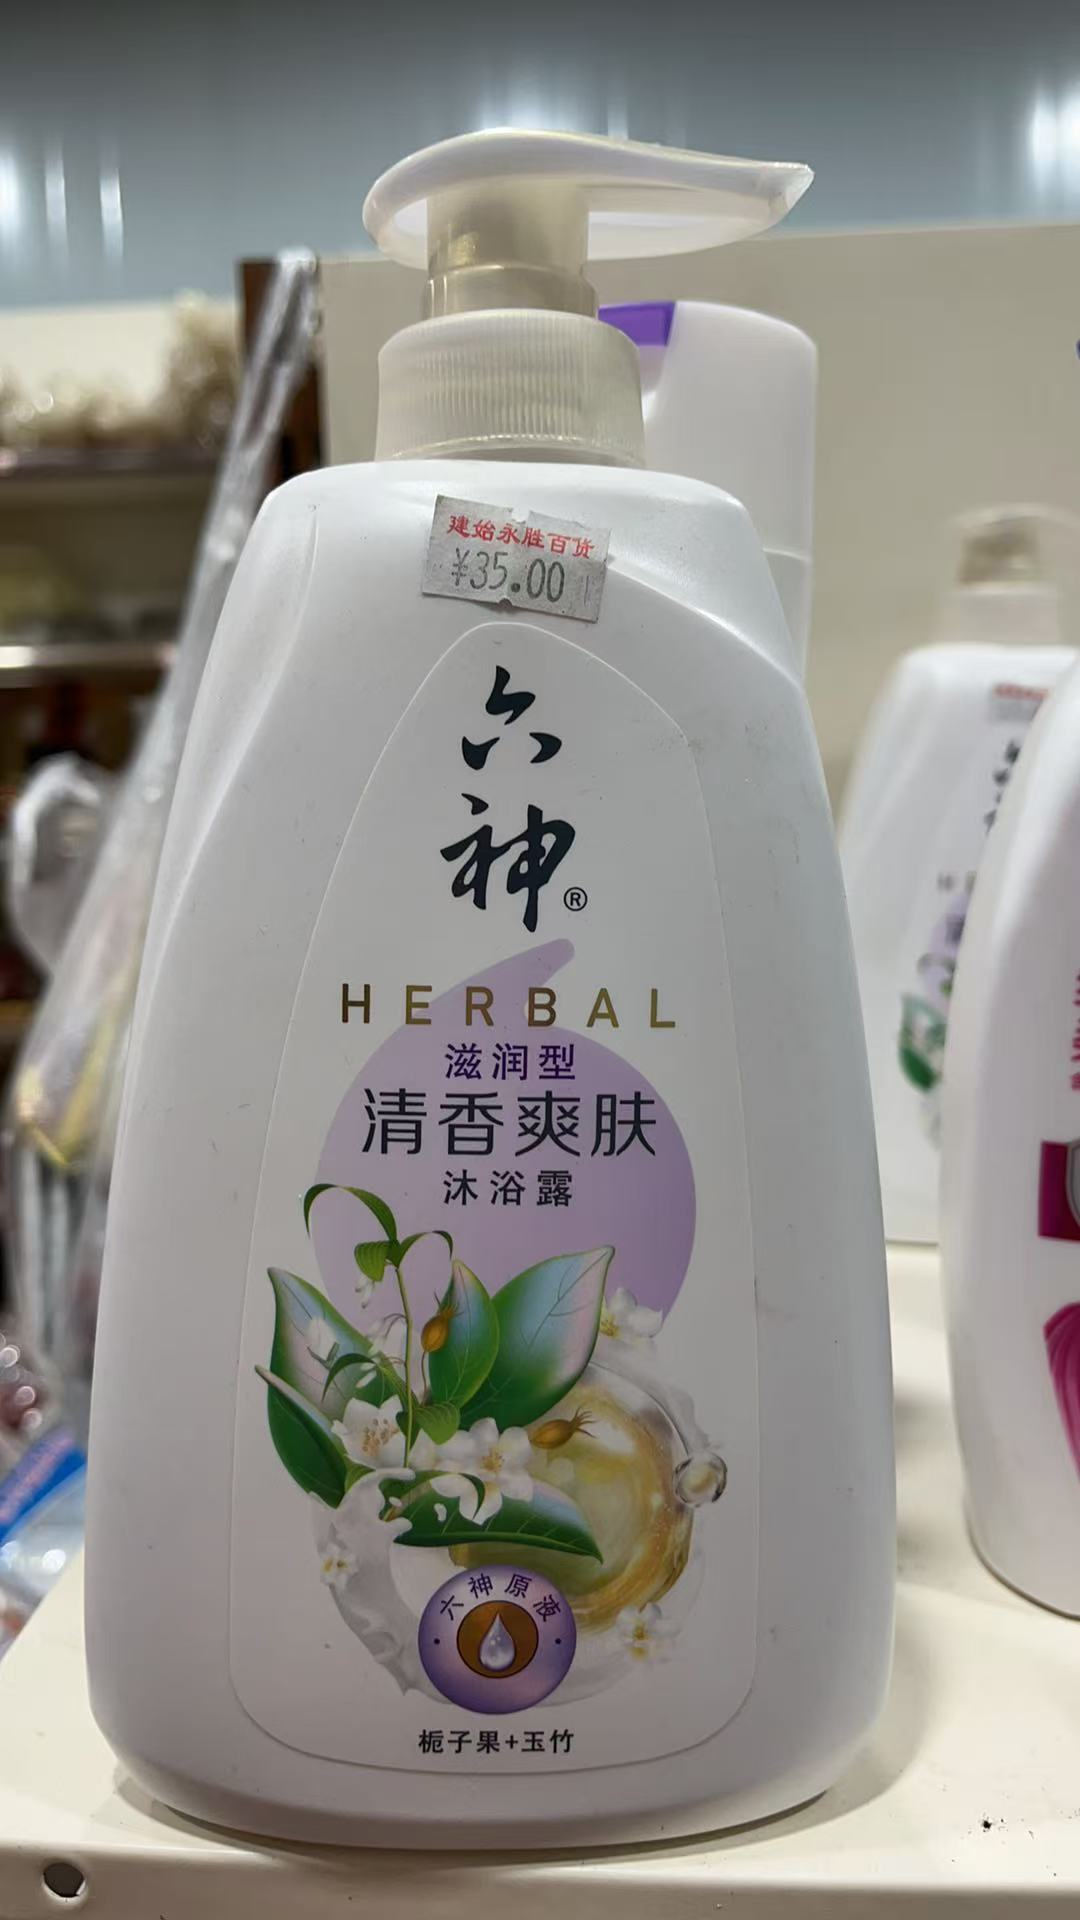 建始永胜百货
¥35.00
六
神®
HERBAL
滋润型
清香爽肤
沐浴露
六神原液
栀子果+玉竹